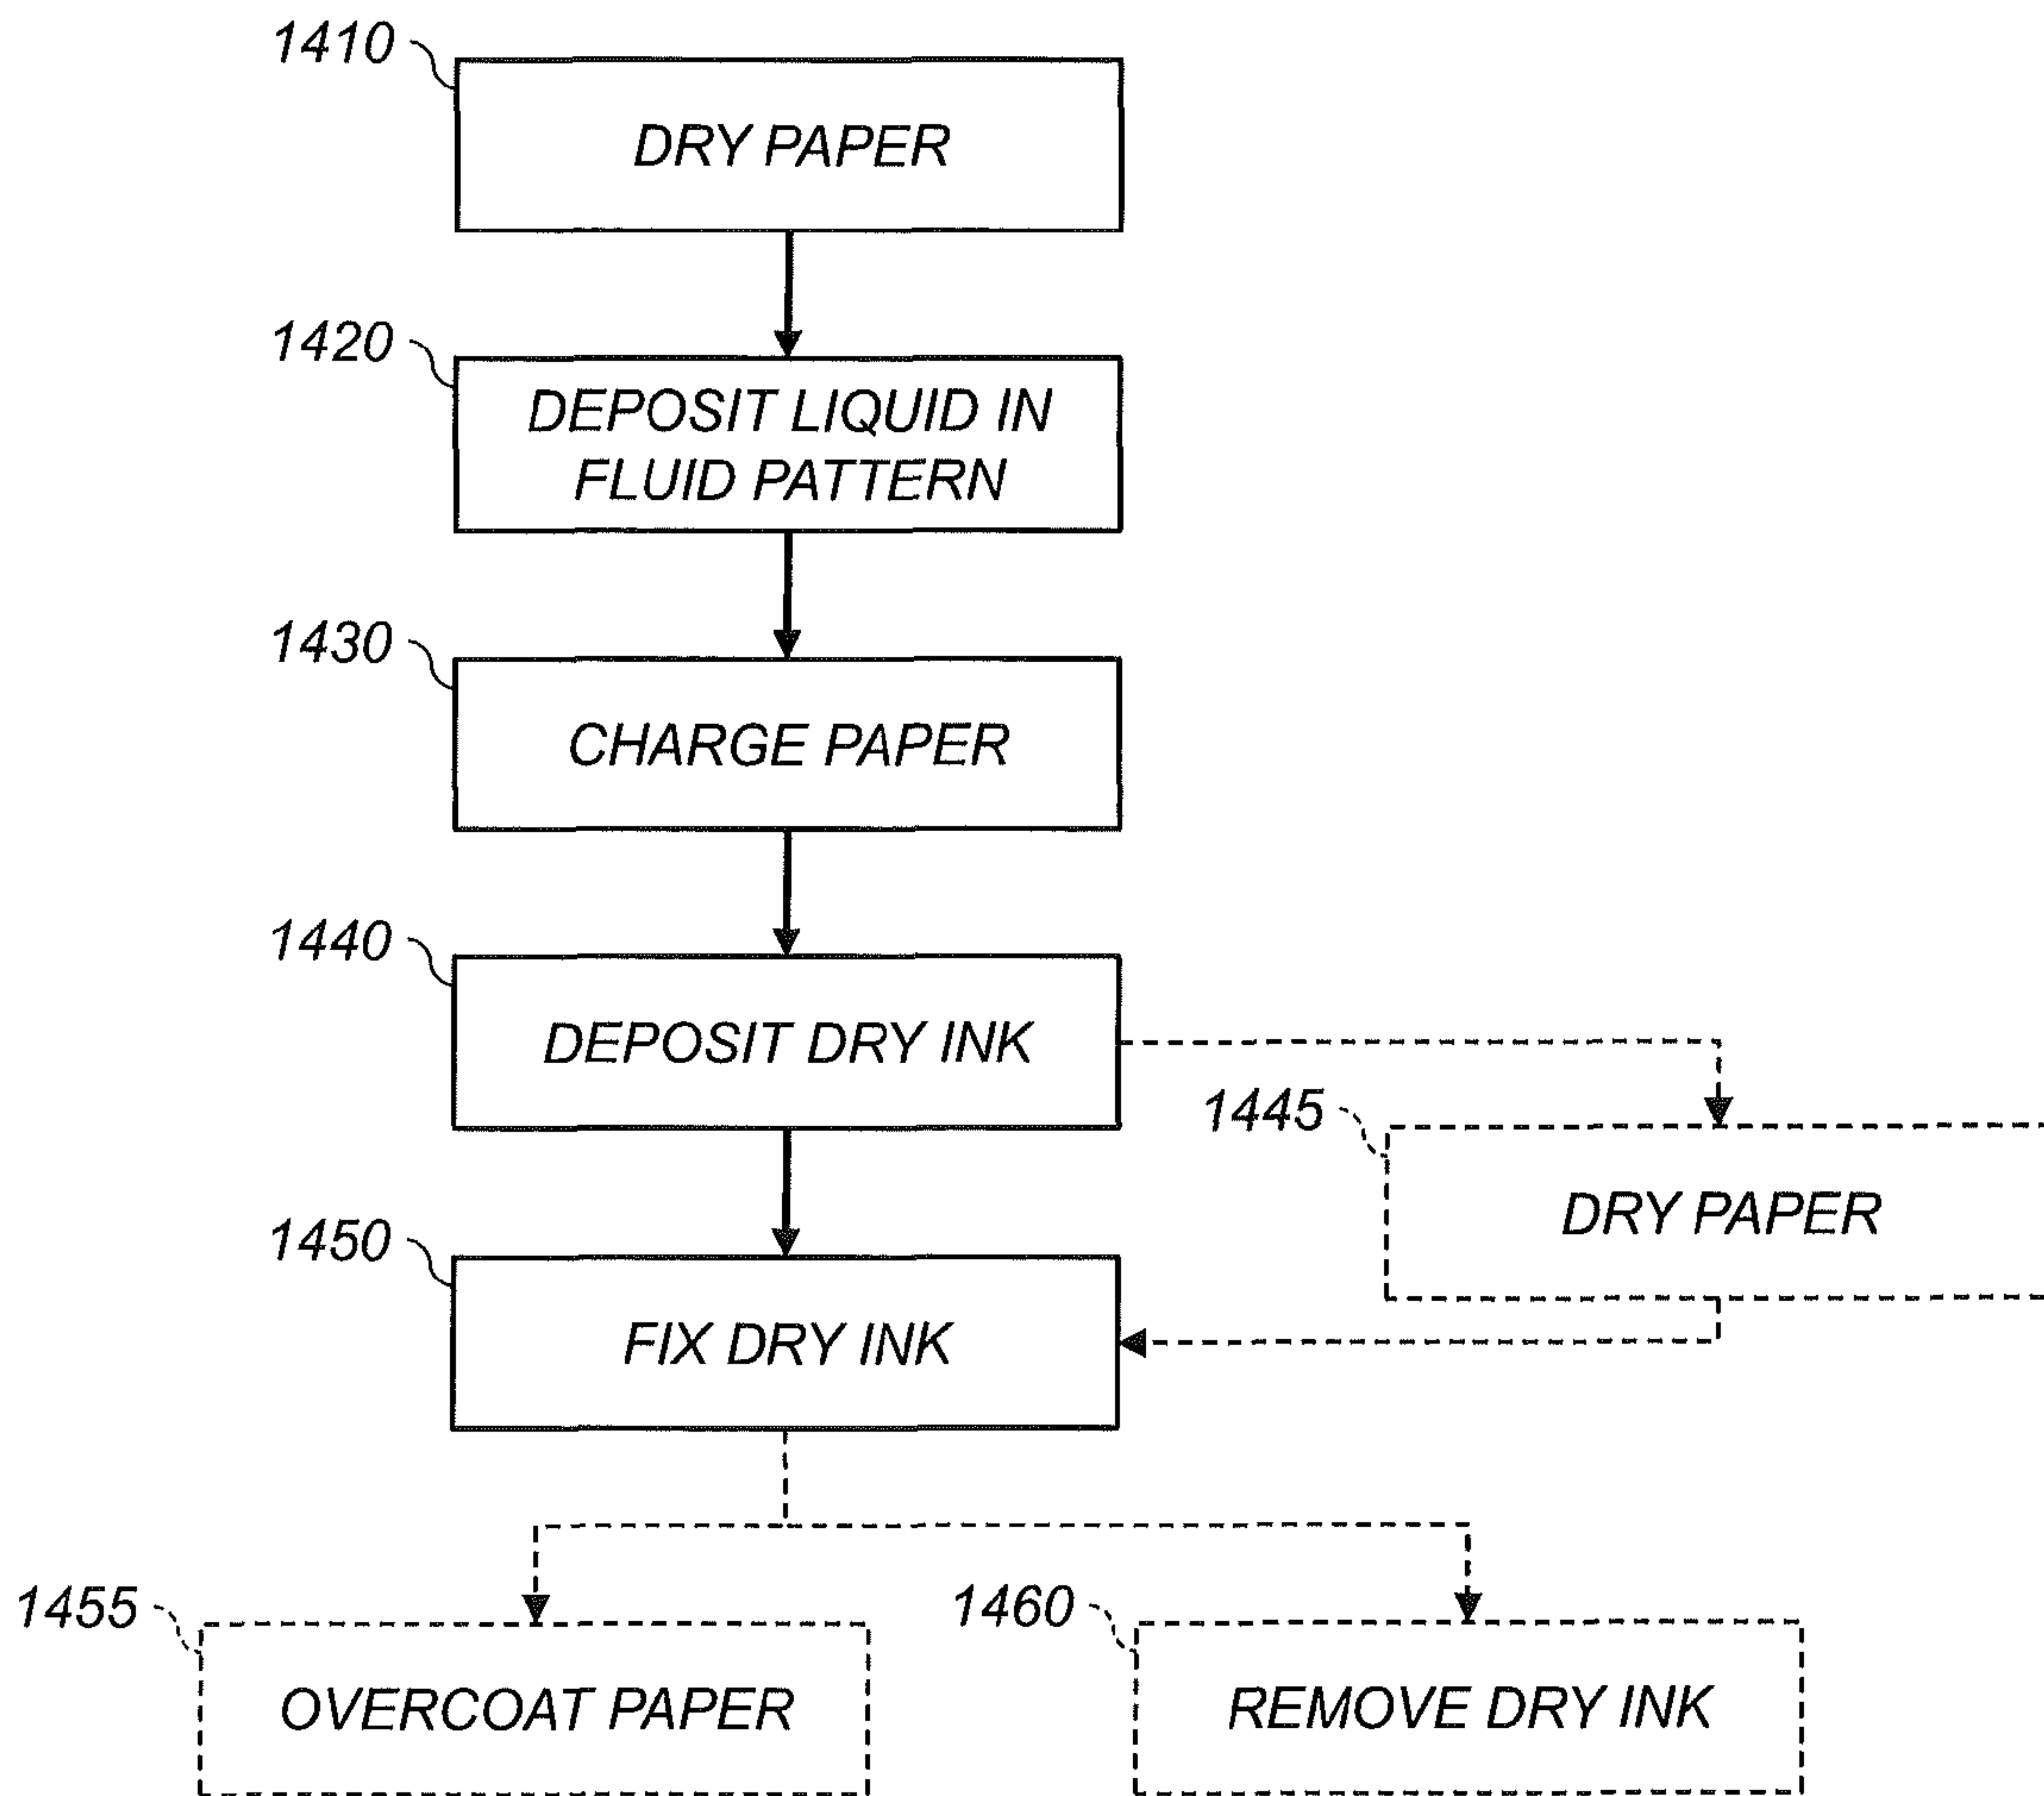 1410
DRY PAPER
1420
DEPOSIT LIQUID IN
FLUID PATTERN
1430
CHARGE PAPER
1440
DEPOSIT DRY INK
1445
DRY PAPER
1450
FIX DRY INK
1455
OVERCOAT PAPER
1460
REMOVE DRY INK